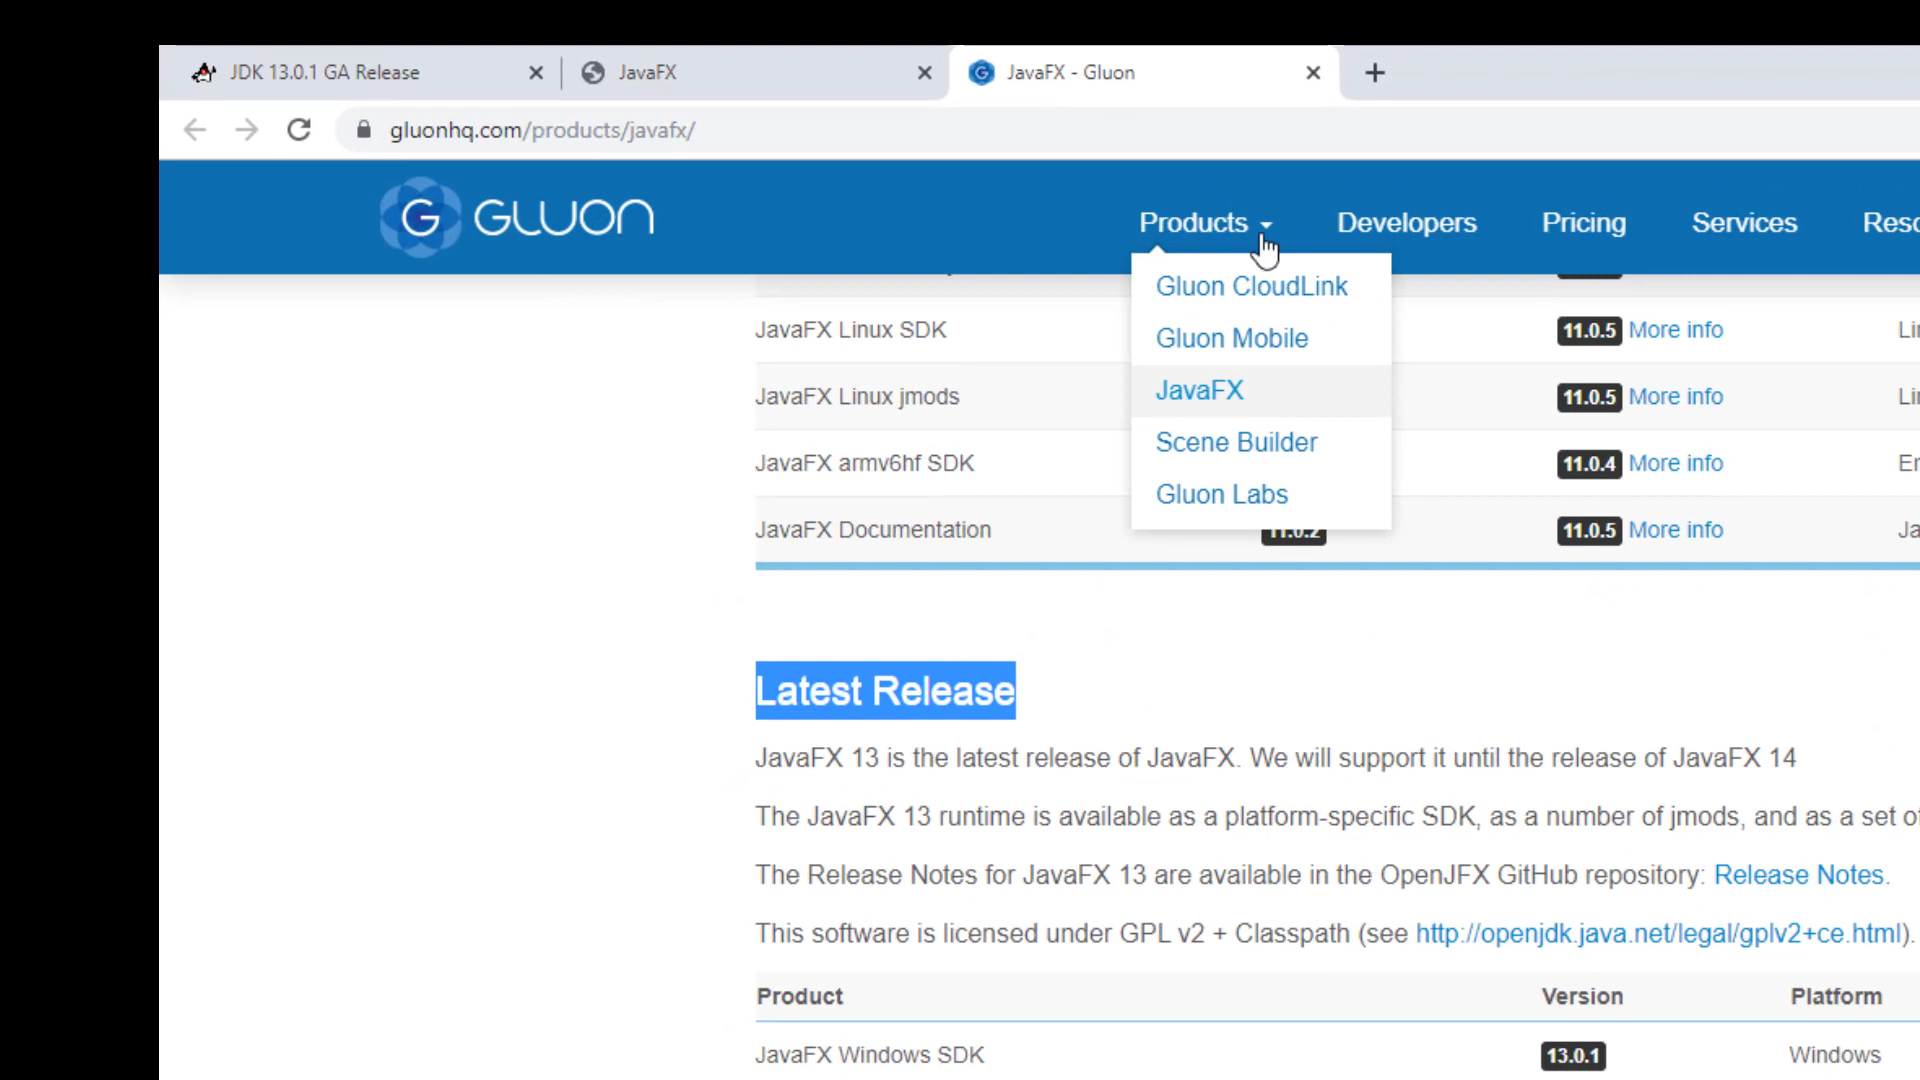 JDK 13.0.1 GA Release
JavaFX
JavaFX - Gluon
gluonhq.com/products/javafx/
GLUON
Products
Developers
Pricing
Services
Gluon CloudLink
Gluon Mobile
JavaFX
Scene Builder
Gluon Labs
JavaFX Linux SDK 11.0.5 More info
JavaFX Linux jmods 11.0.5 More info
JavaFX armv6hf SDK 11.0.4 More info
JavaFX Documentation 11.0.2 11.0.5 More info
Latest Release
JavaFX 13 is the latest release of JavaFX. We will support it until the release of JavaFX 14
The JavaFX 13 runtime is available as a platform-specific SDK, as a number of jmods, and as a set of
The Release Notes for JavaFX 13 are available in the OpenJFX GitHub repository: Release Notes.
This software is licensed under GPL v2 + Classpath (see http://openjdk.java.net/legal/gplv2+ce.html).
Product Version Platform
JavaFX Windows SDK 13.0.1 Windows